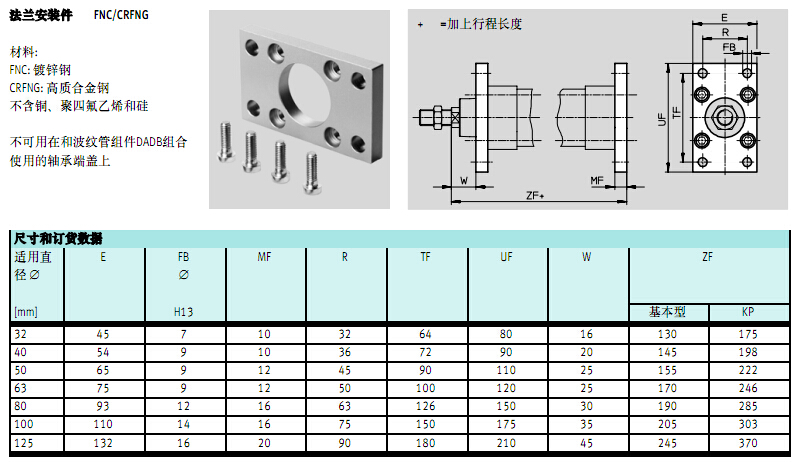 法兰安装件 FNC/CRFNG
材料:
FNC: 镀锌钢
CRFNG: 高质合金钢
不含铜、聚四氟乙烯和硅
不可用在和波纹管组件DADB组合
使用的轴承端盖上
+ =加上行程长度
E
R
FB
UF
TF
W
MF
ZF+
尺寸和订货数据
适用直径 ∅ [mm] E FB ∅ H13 MF R TF UF W ZF
基本型 KP
32 45 7 10 32 64 80 16 130 175
40 54 9 10 36 72 90 20 145 198
50 65 9 12 45 90 110 25 155 222
63 75 9 12 50 100 120 25 170 246
80 93 12 16 63 126 150 30 190 285
100 110 14 16 75 150 175 35 205 303
125 132 16 20 90 180 210 45 245 370